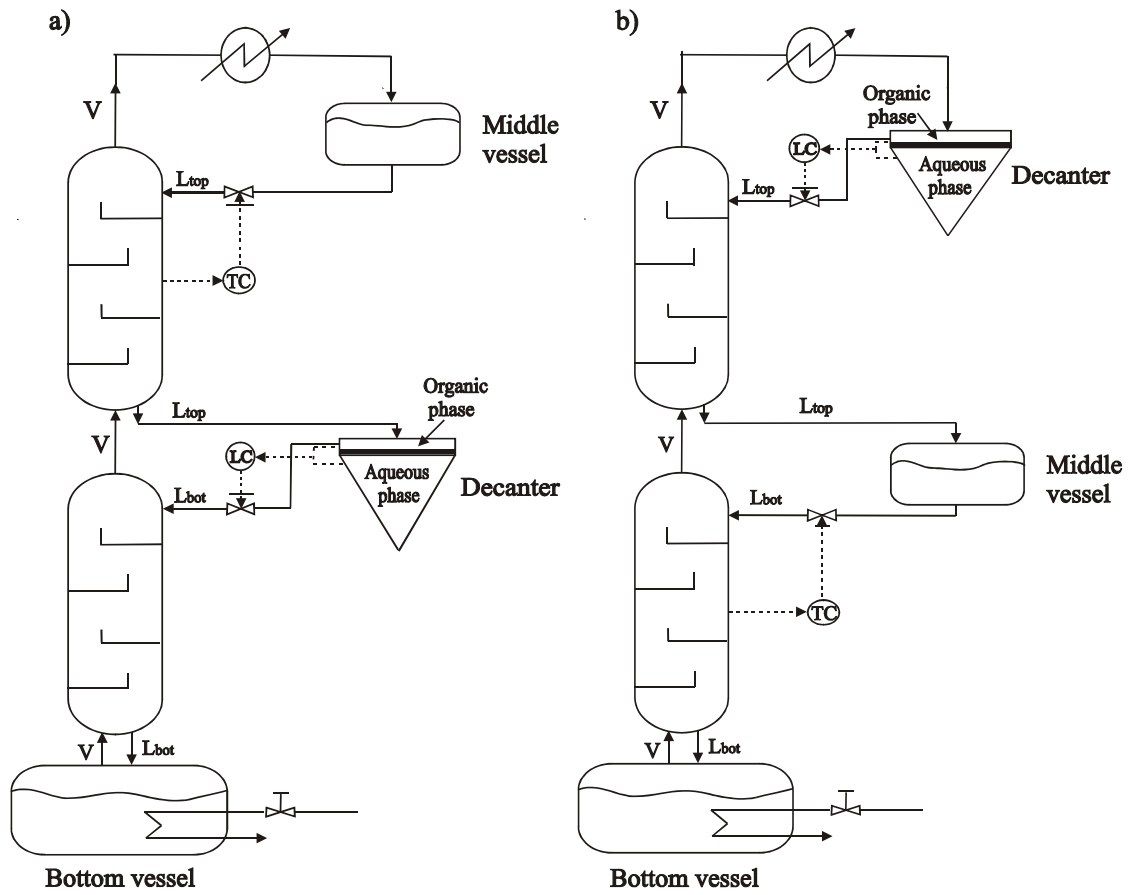 a)
V
Middle
vessel
Ltop
TC
Ltop
V
Organic
phase
LC
Aqueous
phase
Decanter
Lbot
V
Lbot
Bottom vessel
b)
V
Organic
phase
LC
Aqueous
phase
Decanter
Ltop
Ltop
V
Middle
vessel
Lbot
TC
V
Lbot
Bottom vessel